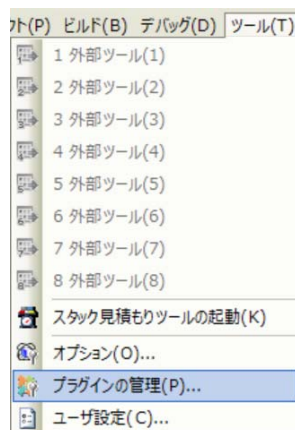 フト(P) ビルド(B) デバッグ(D) ツール(T)
1 外部ツール(1)
2 外部ツール(2)
3 外部ツール(3)
4 外部ツール(4)
5 外部ツール(5)
6 外部ツール(6)
7 外部ツール(7)
8 外部ツール(8)
スタック見積もりツールの起動(K)
オプション(O)...
プラグインの管理(P)...
ユーザ設定(C)...